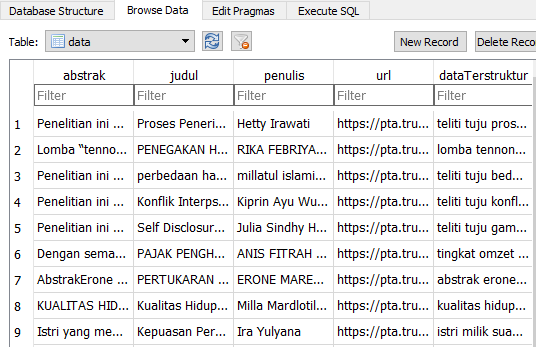 Database Structure Browse Data Edit Pragmas Execute SQL
Table: data New Record Delete Reco
abstrak judul penulis url dataTerstruktur
Filter Filter Filter Filter Filter
1 Penelitian ini ... Proses Peneri... Hetty Irawati https://pta.tru... teliti tuju pros...
2 Lomba “tenno... PENEGAKAN H... RIKA FEBRIYA... https://pta.tru... lomba tennon...
3 Penelitian ini ... perbedaan ha... millatul islami... https://pta.tru... teliti tuju bed...
4 Penelitian ini ... Konflik Interps... Kiprin Ayu Wu... https://pta.tru... teliti tuju konfl...
5 Penelitian ini ... Self Disclosur... Julia Sindhy H... https://pta.tru... teliti tuju gam...
6 Dengan sema... PAJAK PENGH... ANIS FITRAH ... https://pta.tru... tingkat omzet ...
7 AbstrakErone ... PERTUKARAN ... ERONE MARE... https://pta.tru... abstrak erone...
8 KUALITAS HID... Kualitas Hidup... Milla Mardlotil... https://pta.tru... kualitas hidup...
9 Istri yang me... Kepuasan Per... Ira Yulyana https://pta.tru... istri milik sua...